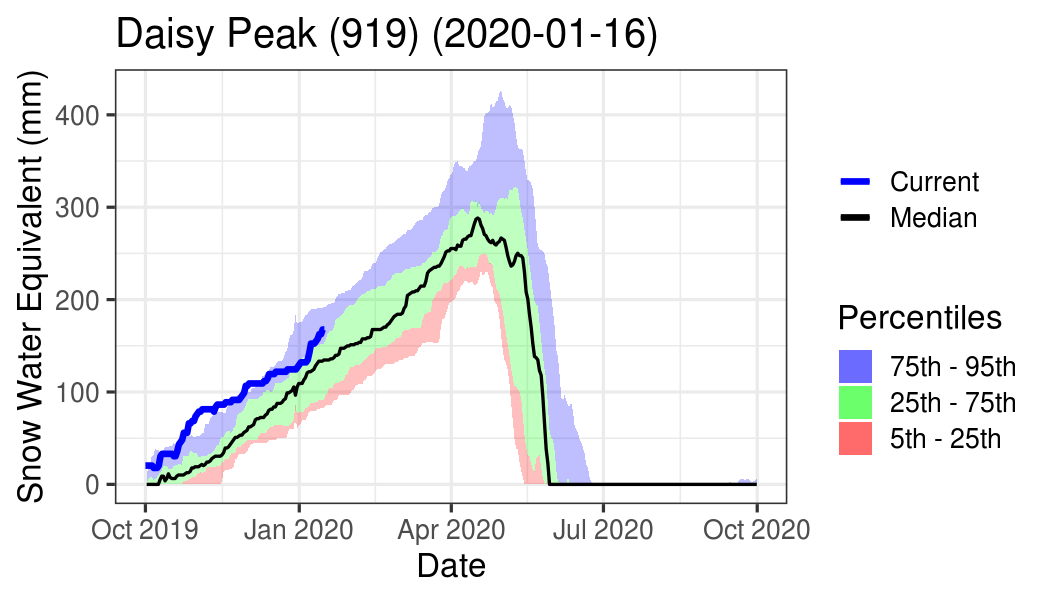 Daisy Peak (919) (2020-01-16)
Snow Water Equivalent (mm)
400
300
200
100
0
Oct 2019
Jan 2020
Apr 2020
Jul 2020
Oct 2020
Date
Current
Median
Percentiles
75th - 95th
25th - 75th
5th - 25th